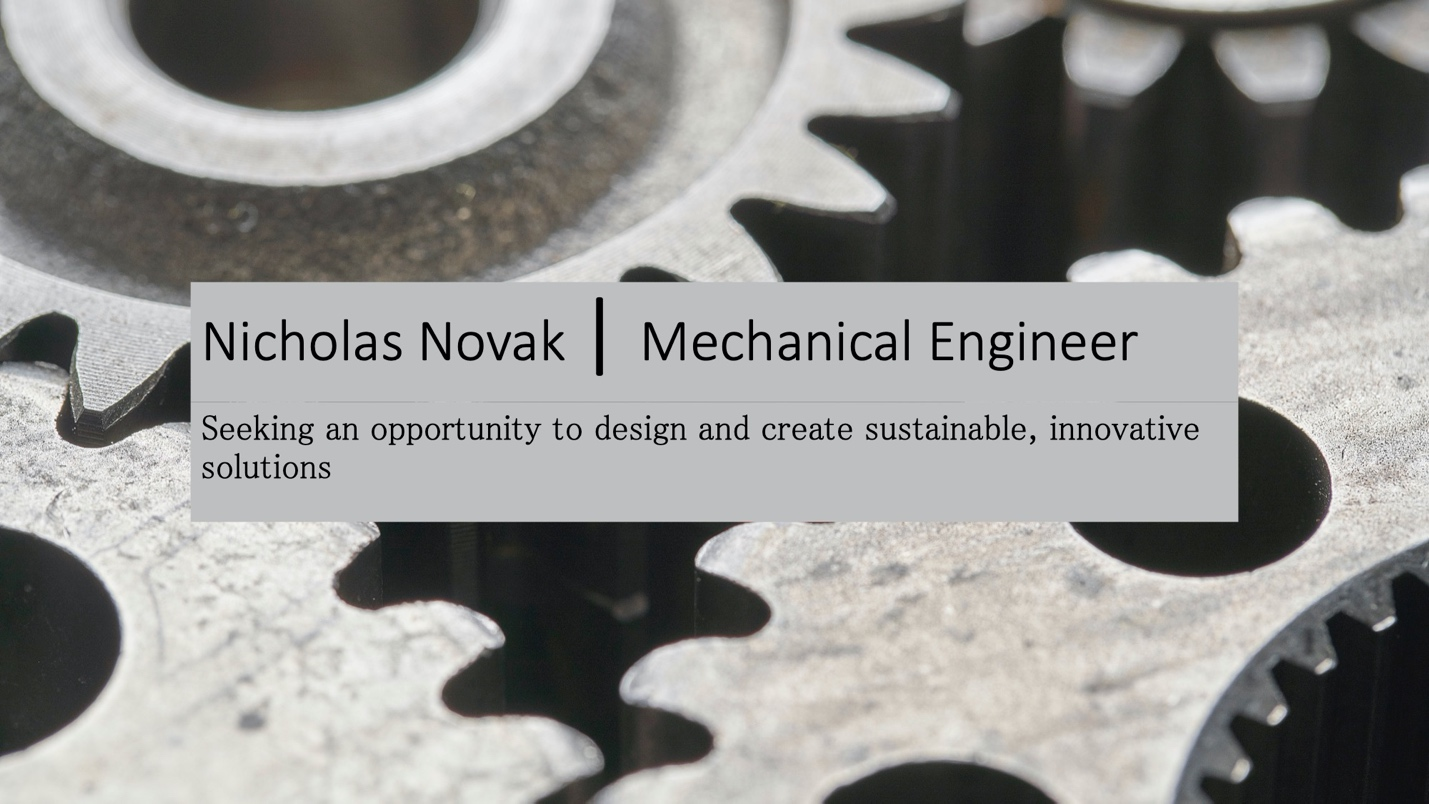 Nicholas Novak | Mechanical Engineer
Seeking an opportunity to design and create sustainable, innovative
solutions